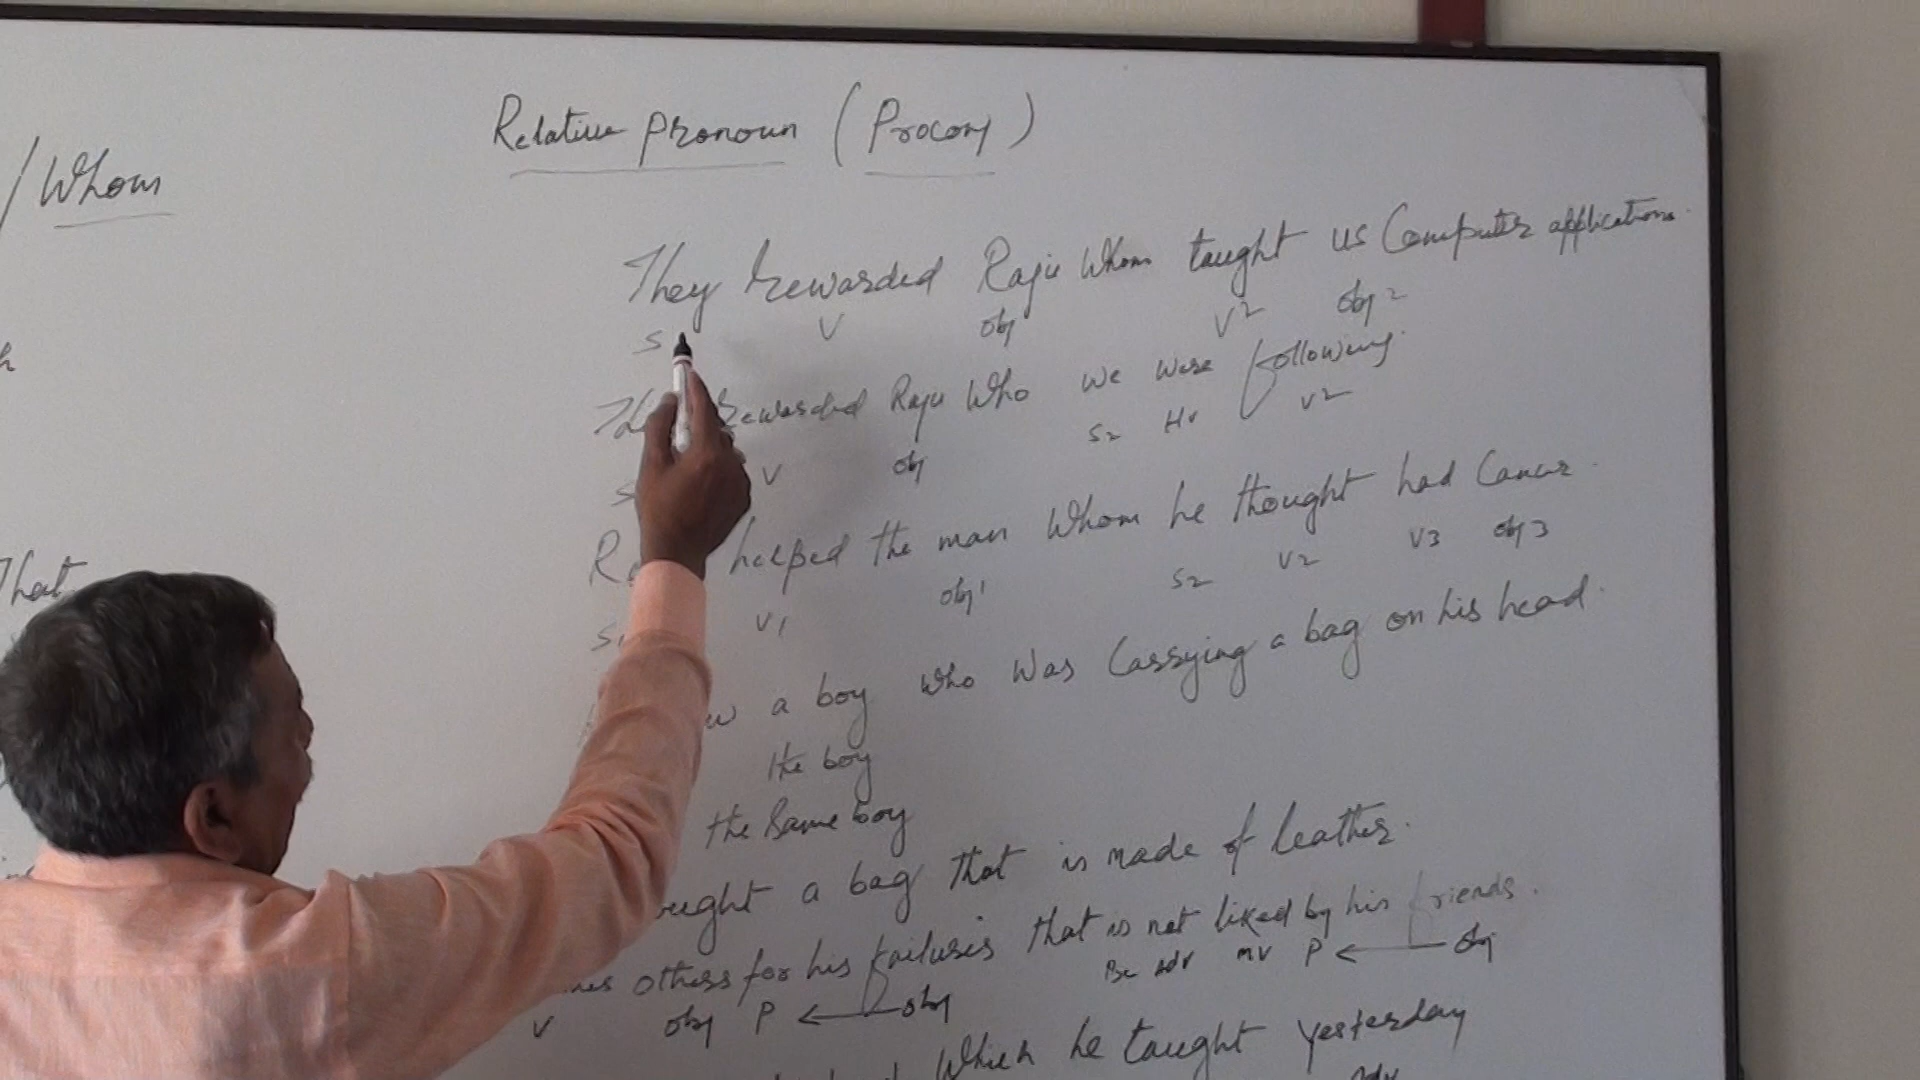 Relative pronoun (Proconj)
/ Whom
They rewarded Raju Whom taught us Computer applications.
S V obj V2 obj2
rewarded Raju Who we were following.
S V obj S2 Hv V2
helped the man Whom he thought had Cancer.
S1 V1 obj1 S2 V2 V3 obj3
That
a boy who was Carrying a bag on his head.
the boy
the Same boy
a bag that is made of leather.
others for his failures that is not liked by his friends.
V obj P ← obj Be Adv mv P ← obj
Which he taught yesterday
Adv